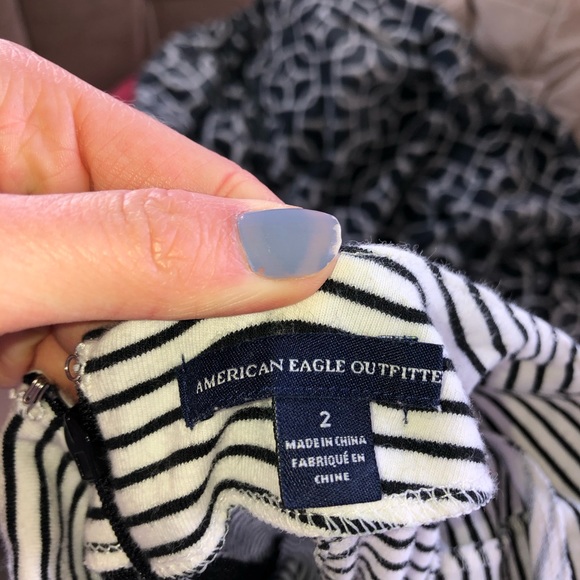 AMERICAN EAGLE OUTFITTE
2
MADE IN CHINA
FABRIQUÉ EN
CHINE